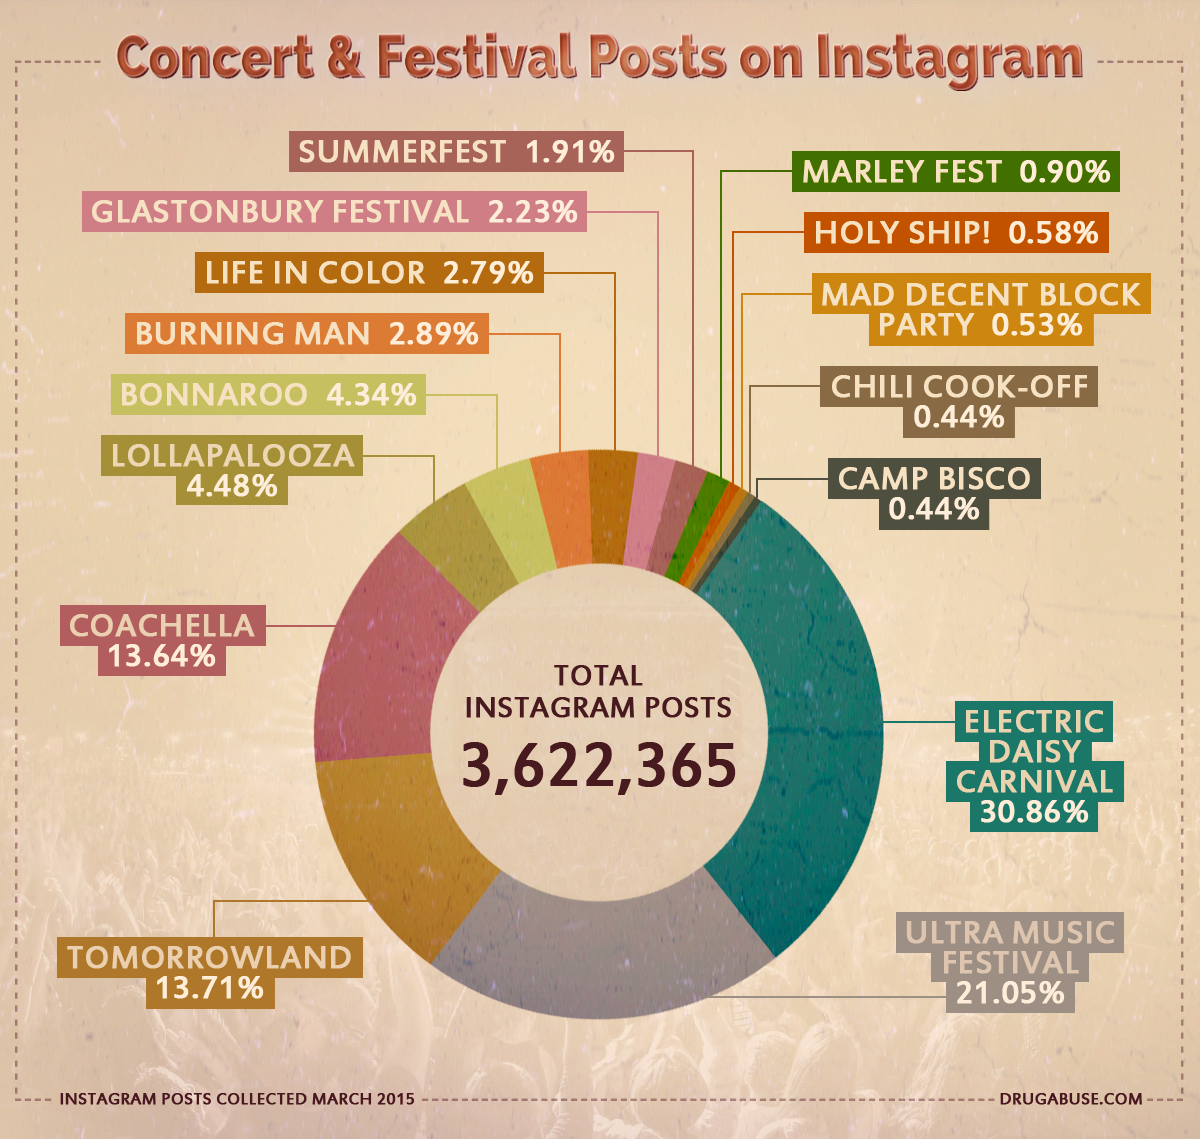 Concert & Festival Posts on Instagram
SUMMERFEST 1.91%
GLASTONBURY FESTIVAL 2.23%
LIFE IN COLOR 2.79%
BURNING MAN 2.89%
BONNAROO 4.34%
LOLLAPALOOZA
4.48%
COACHELLA
13.64%
TOMORROWLAND
13.71%
MARLEY FEST 0.90%
HOLY SHIP! 0.58%
MAD DECENT BLOCK
PARTY 0.53%
CHILI COOK-OFF
0.44%
CAMP BISCO
0.44%
ELECTRIC
DAISY
CARNIVAL
30.86%
ULTRA MUSIC
FESTIVAL
21.05%
TOTAL
INSTAGRAM POSTS
3,622,365
INSTAGRAM POSTS COLLECTED MARCH 2015
DRUGABUSE.COM